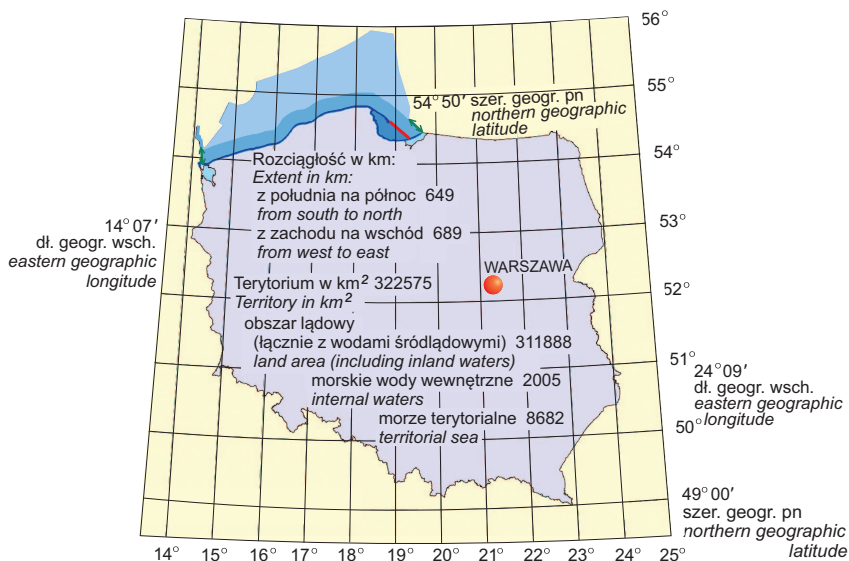 56°
55°
54° 50′ szer. geogr. pn
northern geographic
latitude
54°
Rozciągłość w km:
Extent in km:
z południa na północ 649
from south to north
z zachodu na wschód 689
from west to east
14° 07′
dł. geogr. wsch.
eastern geographic
longitude
53°
WARSZAWA
Terytorium w km² 322575
Territory in km²
52°
obszar lądowy
(łącznie z wodami śródlądowymi) 311888
land area (including inland waters)
51°
morskie wody wewnętrzne 2005
internal waters
24° 09′
dł. geogr. wsch.
eastern geographic
longitude
morze terytorialne 8682
territorial sea
50°
49° 00′
szer. geogr. pn
northern geographic
latitude
14° 15° 16° 17° 18° 19° 20° 21° 22° 23° 24° 25°